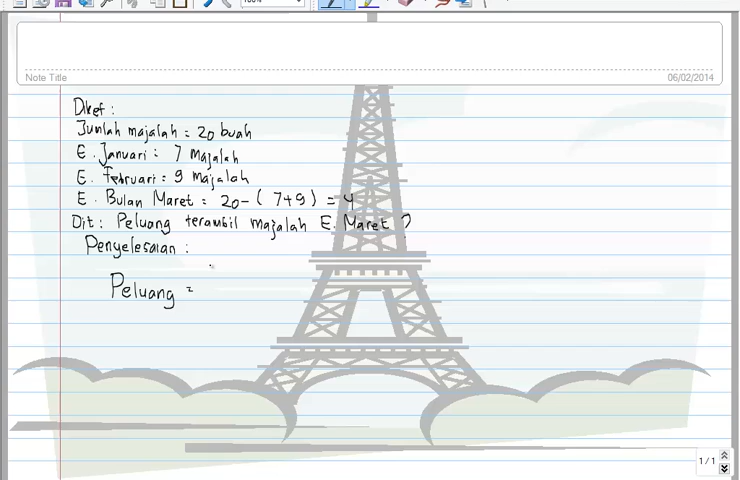 Note Title
06/02/2014
Diket :
Jumlah majalah = 20 buah
E. Januari : 7 majalah
E. Februari = 9 majalah
E. Bulan Maret = 20 - ( 7+9 ) = 4
Dit : Peluang terambil majalah E. Maret ?
Penyelesaian :
Peluang =
1 / 1